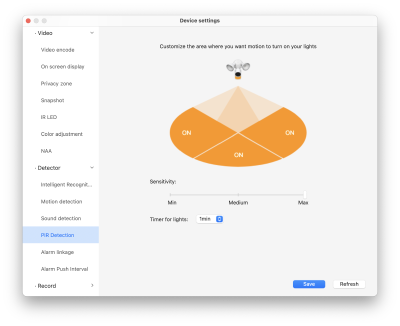 Device settings
Video
Video encode
On screen display
Privacy zone
Snapshot
IR LED
Color adjustment
NAA
Detector
Intelligent Recognit...
Motion detection
Sound detection
PIR Detection
Alarm linkage
Alarm Push Interval
Record
Customize the area where you want motion to turn on your lights
ON
ON
ON
Sensitivity:
Min Medium Max
Timer for lights: 1min
Save Refresh